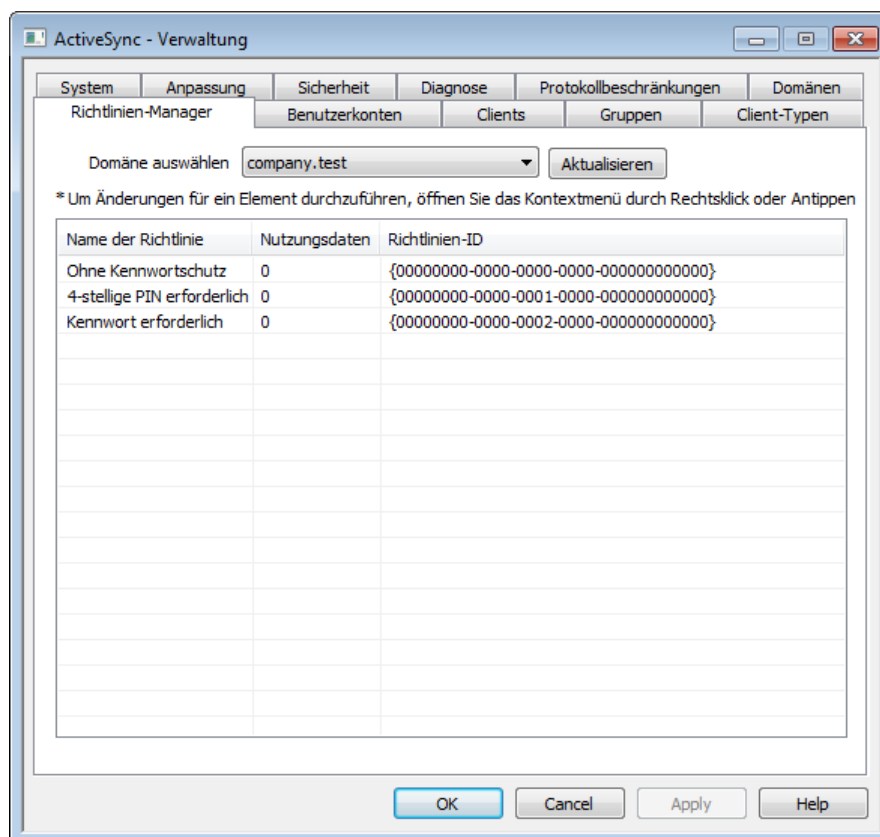 ActiveSync - Verwaltung
System Anpassung Sicherheit Diagnose Protokollbeschränkungen Domänen
Richtlinien-Manager Benutzerkonten Clients Gruppen Client-Typen
Domäne auswählen company.test Aktualisieren
* Um Änderungen für ein Element durchzuführen, öffnen Sie das Kontextmenü durch Rechtsklick oder Antippen
Name der Richtlinie Nutzungsdaten Richtlinien-ID
Ohne Kennwortschutz 0 {00000000-0000-0000-0000-000000000000}
4-stellige PIN erforderlich 0 {00000000-0000-0001-0000-000000000000}
Kennwort erforderlich 0 {00000000-0000-0002-0000-000000000000}
OK Cancel Apply Help